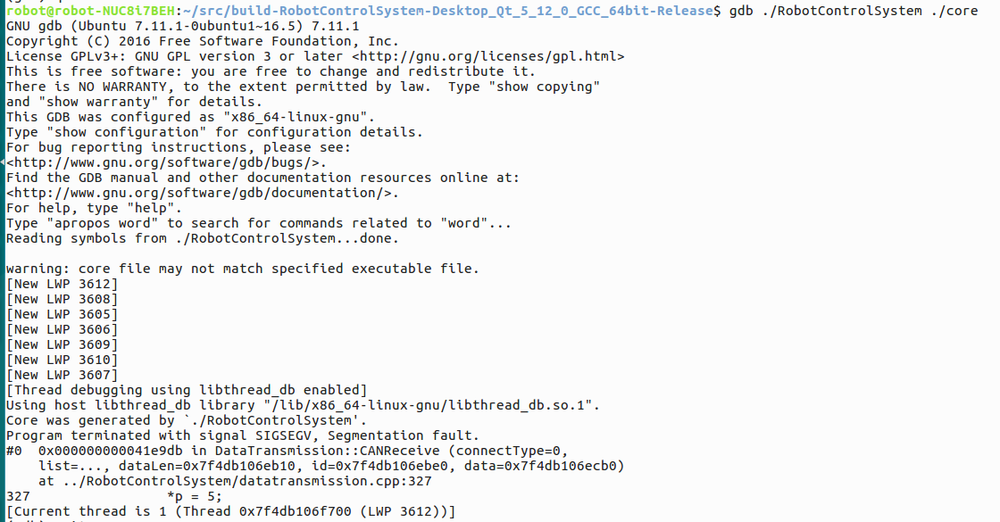 robot@robot-NUC8i7BEH:~/src/build-RobotControlSystem-Desktop_Qt_5_12_0_GCC_64bit-Release$ gdb ./RobotControlSystem ./core
GNU gdb (Ubuntu 7.11.1-0ubuntu1~16.5) 7.11.1
Copyright (C) 2016 Free Software Foundation, Inc.
License GPLv3+: GNU GPL version 3 or later <http://gnu.org/licenses/gpl.html>
This is free software: you are free to change and redistribute it.
There is NO WARRANTY, to the extent permitted by law.  Type "show copying"
and "show warranty" for details.
This GDB was configured as "x86_64-linux-gnu".
Type "show configuration" for configuration details.
For bug reporting instructions, please see:
<http://www.gnu.org/software/gdb/bugs/>.
Find the GDB manual and other documentation resources online at:
<http://www.gnu.org/software/gdb/documentation/>.
For help, type "help".
Type "apropos word" to search for commands related to "word"...
Reading symbols from ./RobotControlSystem...done.

warning: core file may not match specified executable file.
[New LWP 3612]
[New LWP 3608]
[New LWP 3605]
[New LWP 3606]
[New LWP 3609]
[New LWP 3610]
[New LWP 3607]
[Thread debugging using libthread_db enabled]
Using host libthread_db library "/lib/x86_64-linux-gnu/libthread_db.so.1".
Core was generated by `./RobotControlSystem'.
Program terminated with signal SIGSEGV, Segmentation fault.
#0  0x000000000041e9db in DataTransmission::CANReceive (connectType=0,
    list=..., dataLen=0x7f4db106eb10, id=0x7f4db106ebe0, data=0x7f4db106ecb0)
    at ../RobotControlSystem/datatransmission.cpp:327
327                 *p = 5;
[Current thread is 1 (Thread 0x7f4db106f700 (LWP 3612))]